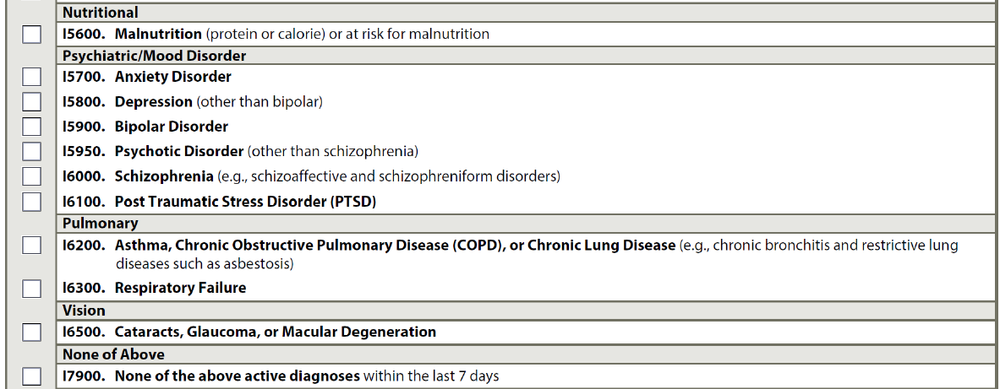 Nutritional
I5600. Malnutrition (protein or calorie) or at risk for malnutrition
Psychiatric/Mood Disorder
I5700. Anxiety Disorder
I5800. Depression (other than bipolar)
I5900. Bipolar Disorder
I5950. Psychotic Disorder (other than schizophrenia)
I6000. Schizophrenia (e.g., schizoaffective and schizophreniform disorders)
I6100. Post Traumatic Stress Disorder (PTSD)
Pulmonary
I6200. Asthma, Chronic Obstructive Pulmonary Disease (COPD), or Chronic Lung Disease (e.g., chronic bronchitis and restrictive lung
diseases such as asbestosis)
I6300. Respiratory Failure
Vision
I6500. Cataracts, Glaucoma, or Macular Degeneration
None of Above
I7900. None of the above active diagnoses within the last 7 days